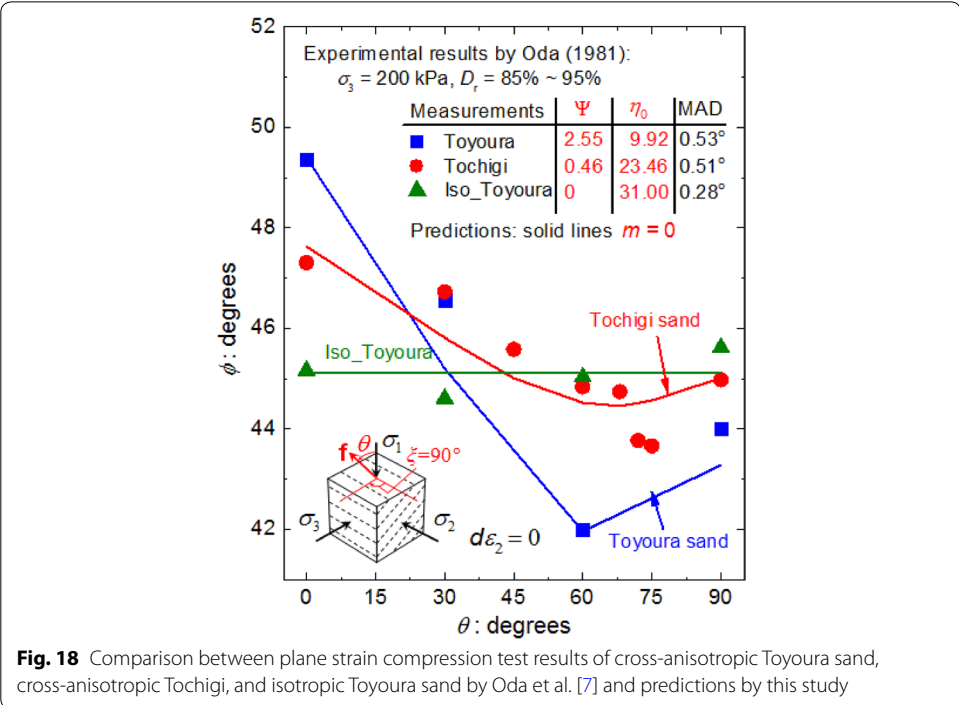 52
50
48
46
44
42
ϕ : degrees
Experimental results by Oda (1981):
σ3 = 200 kPa, Dr = 85% ~ 95%
Measurements Ψ η0 MAD
Toyoura 2.55 9.92 0.53°
Tochigi 0.46 23.46 0.51°
Iso_Toyoura 0 31.00 0.28°
Predictions: solid lines m = 0
Tochigi sand
Iso_Toyoura
f θ σ1 ξ=90°
σ3 σ2
dε2 = 0
Toyoura sand
0 15 30 45 60 75 90
θ : degrees
Fig. 18 Comparison between plane strain compression test results of cross-anisotropic Toyoura sand,
cross-anisotropic Tochigi, and isotropic Toyoura sand by Oda et al. [7] and predictions by this study